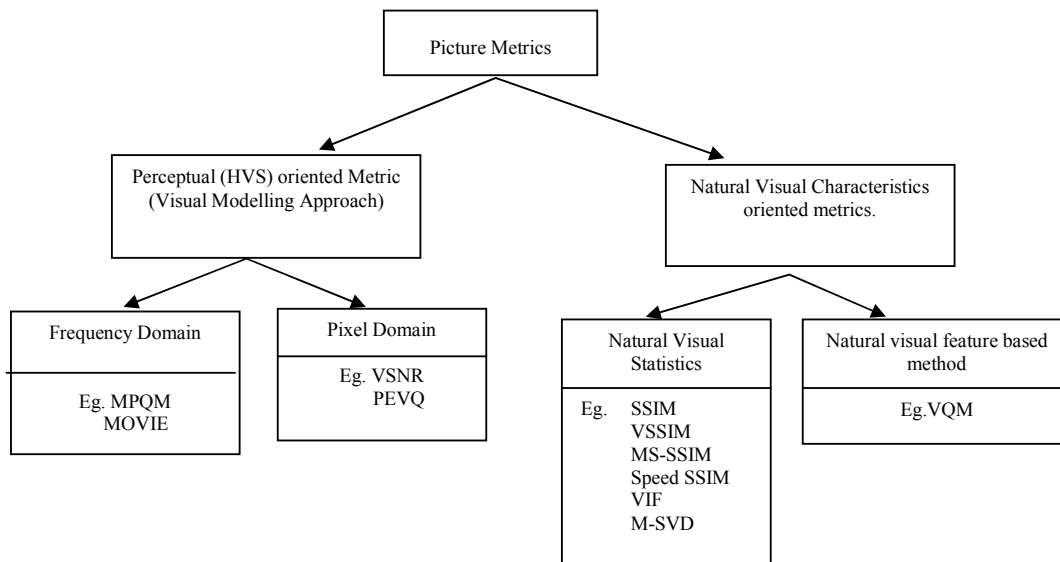 Picture Metrics
Perceptual (HVS) oriented Metric
(Visual Modelling Approach)
Natural Visual Characteristics
oriented metrics.
Frequency Domain
Eg. MPQM
MOVIE
Pixel Domain
Eg. VSNR
PEVQ
Natural Visual
Statistics
Eg. SSIM
VSSIM
MS-SSIM
Speed SSIM
VIF
M-SVD
Natural visual feature based
method
Eg.VQM